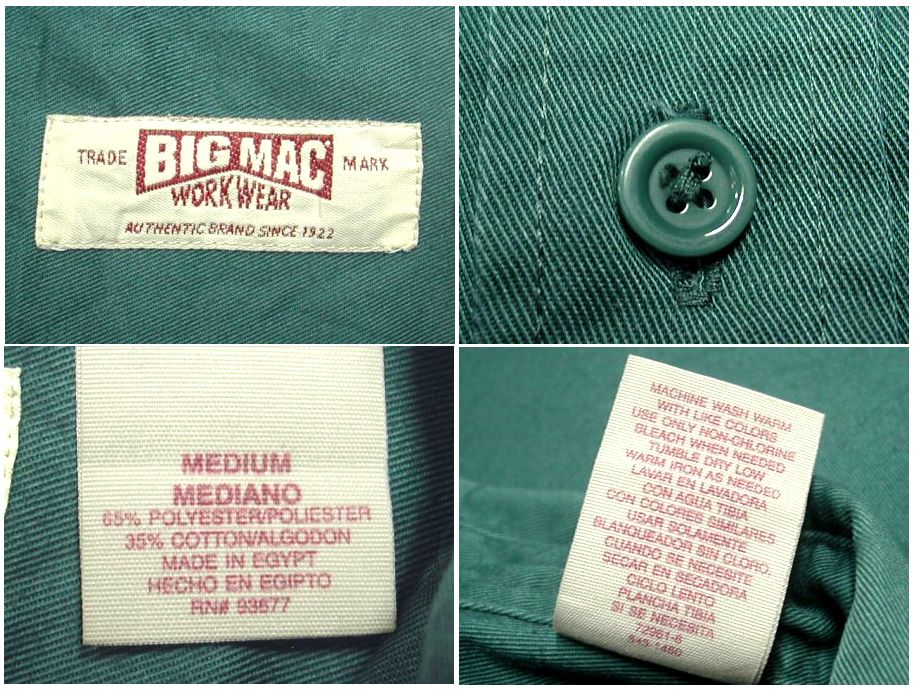 TRADE BIG MAC MARK
WORKWEAR
AUTHENTIC BRAND SINCE 1922
MEDIUM
MEDIANO
65% POLYESTER/POLIESTER
35% COTTON/ALGODON
MADE IN EGYPT
HECHO EN EGIPTO
RN# 93677
MACHINE WASH WARM
WITH LIKE COLORS
USE ONLY NON-CHLORINE
BLEACH WHEN NEEDED
TUMBLE DRY LOW
WARM IRON AS NEEDED
LAVAR EN LAVADORA
CON AGUA TIBIA
CON COLORES SIMILARES
USAR SOLAMENTE
BLANQUEADOR SIN CLORO
CUANDO SE NECESITE
SECAR EN SECADORA
CICLO LENTO
PLANCHA TIBIA
SI SE NECESITA